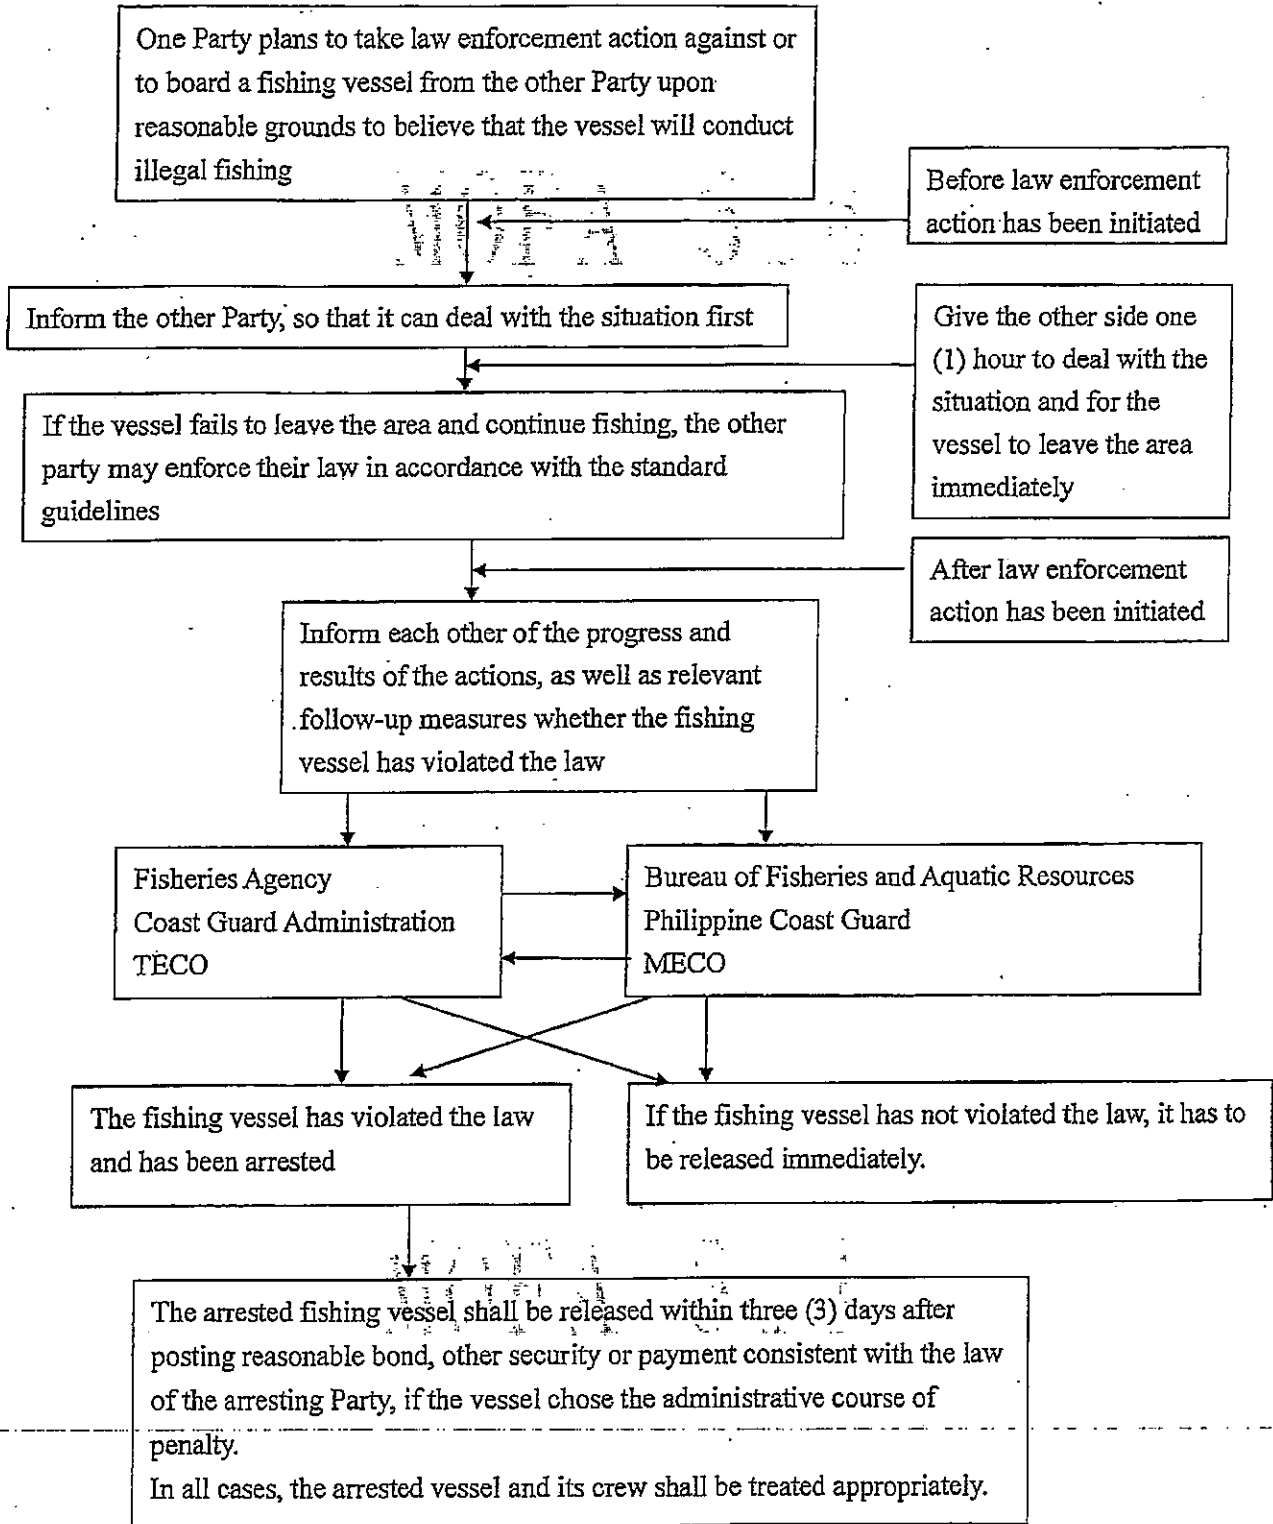 One Party plans to take law enforcement action against or
to board a fishing vessel from the other Party upon
reasonable grounds to believe that the vessel will conduct
illegal fishing
Before law enforcement
action has been initiated
Inform the other Party, so that it can deal with the situation first
Give the other side one
(1) hour to deal with the
situation and for the
vessel to leave the area
immediately
If the vessel fails to leave the area and continue fishing, the other
party may enforce their law in accordance with the standard
guidelines
After law enforcement
action has been initiated
Inform each other of the progress and
results of the actions, as well as relevant
follow-up measures whether the fishing
vessel has violated the law
Fisheries Agency
Coast Guard Administration
TECO
Bureau of Fisheries and Aquatic Resources
Philippine Coast Guard
MECO
The fishing vessel has violated the law
and has been arrested
If the fishing vessel has not violated the law, it has to
be released immediately.
The arrested fishing vessel shall be released within three (3) days after
posting reasonable bond, other security or payment consistent with the law
of the arresting Party, if the vessel chose the administrative course of
penalty.
In all cases, the arrested vessel and its crew shall be treated appropriately.